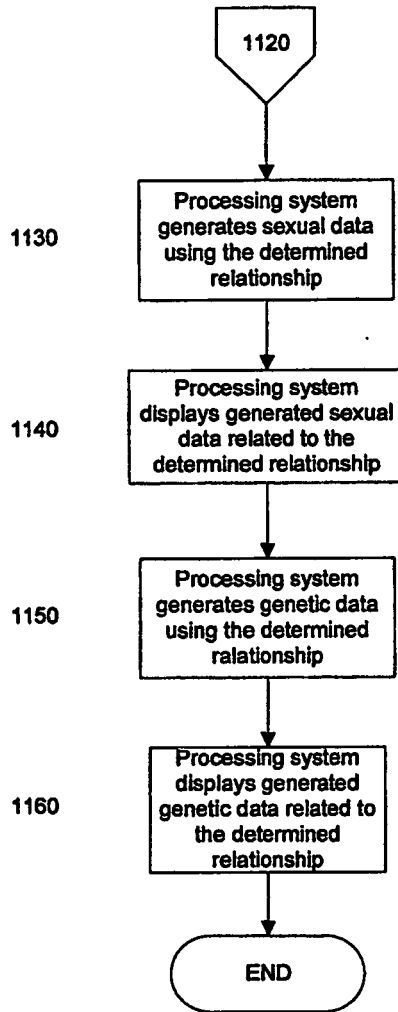 1120
1130
Processing system
generates sexual data
using the determined
relationship
1140
Processing system
displays generated sexual
data related to the
determined relationship
1150
Processing system
generates genetic data
using the determined
ralationship
1160
Processing system
displays generated
genetic data related to
the determined
relationship
END